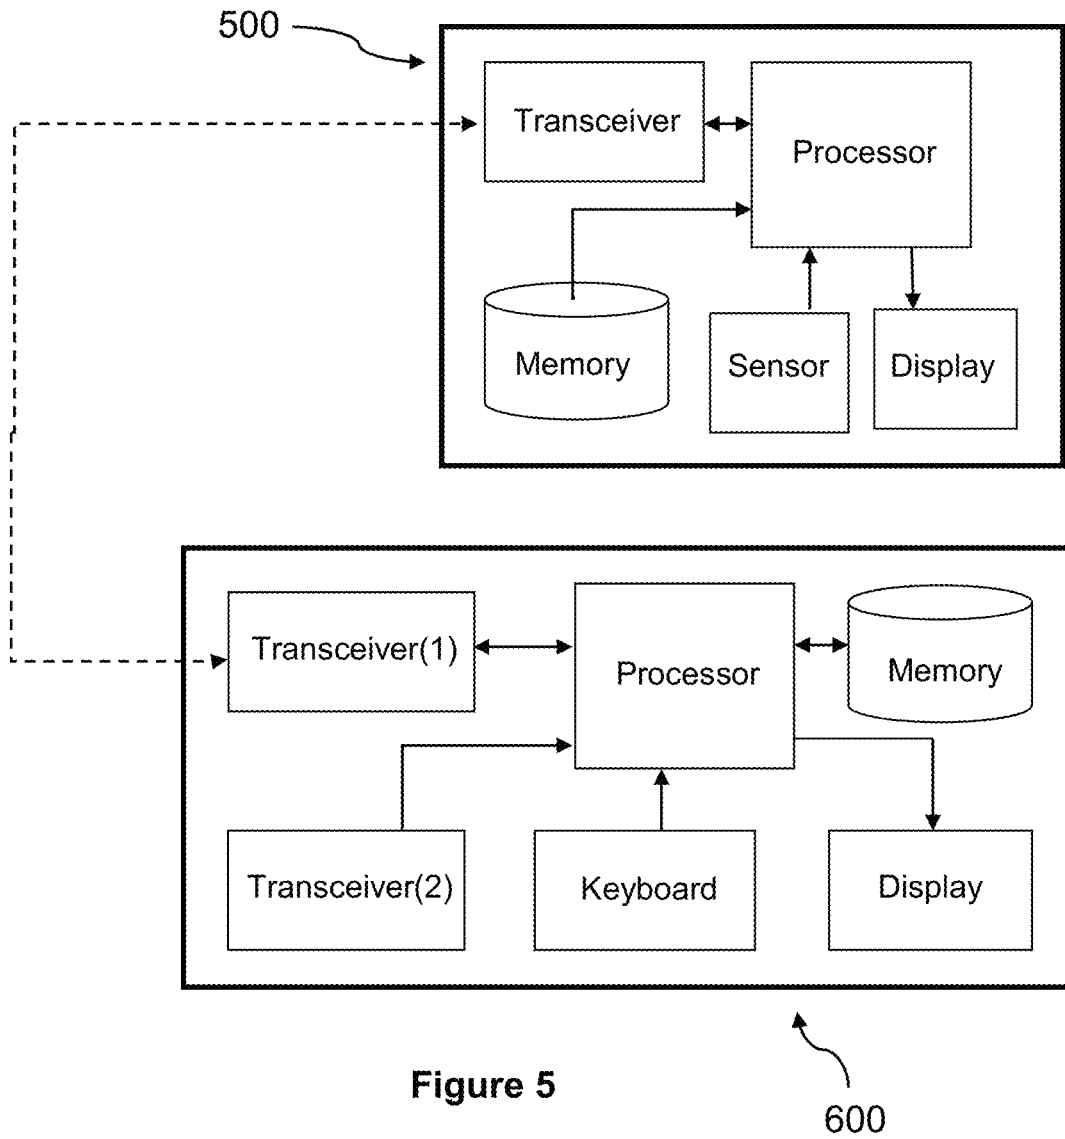 500
Transceiver
Processor
Memory
Sensor
Display
Transceiver(1)
Processor
Memory
Transceiver(2)
Keyboard
Display
Figure 5
600